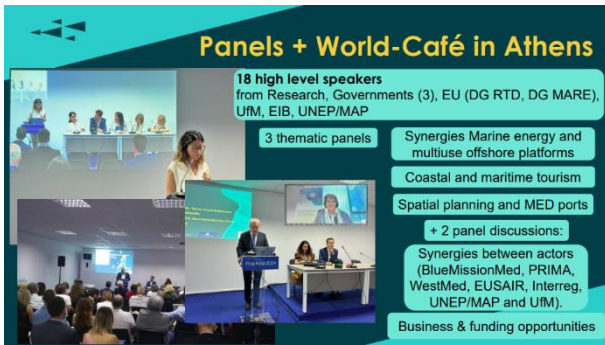 Panels + World-Café in Athens
18 high level speakers
from Research, Governments (3), EU (DG RTD, DG MARE),
UfM, EIB, UNEP/MAP
3 thematic panels
Synergies Marine energy and
multiuse offshore platforms
Coastal and maritime tourism
Spatial planning and MED ports
+ 2 panel discussions:
Synergies between actors
(BlueMissionMed, PRIMA,
WestMed, EUSAIR, Interreg,
UNEP/MAP and UfM).
Business & funding opportunities